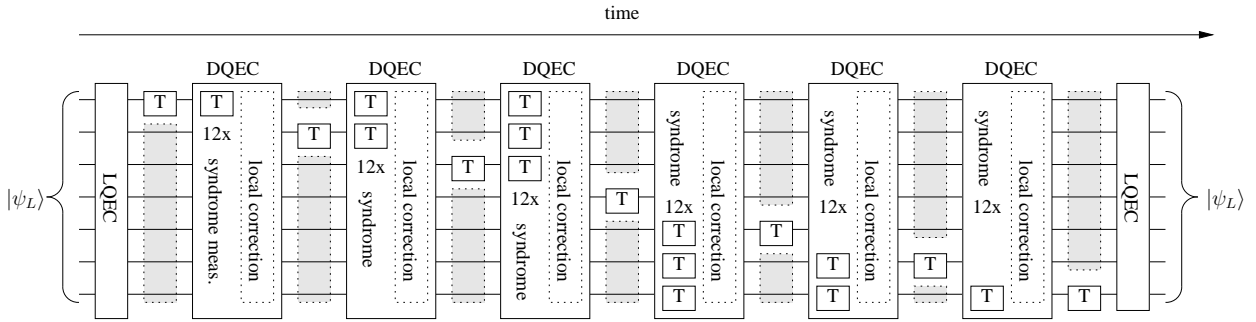 time
DQEC
DQEC
DQEC
DQEC
DQEC
DQEC
|ψ_L⟩
LQEC
T
T
12x
syndrome meas.
local correction
T
T
T
12x
syndrome
local correction
T
T
T
T
12x
syndrome
local correction
T
syndrome
12x
T
T
T
local correction
T
syndrome
12x
T
T
local correction
T
syndrome
12x
T
local correction
T
LQEC
|ψ_L⟩